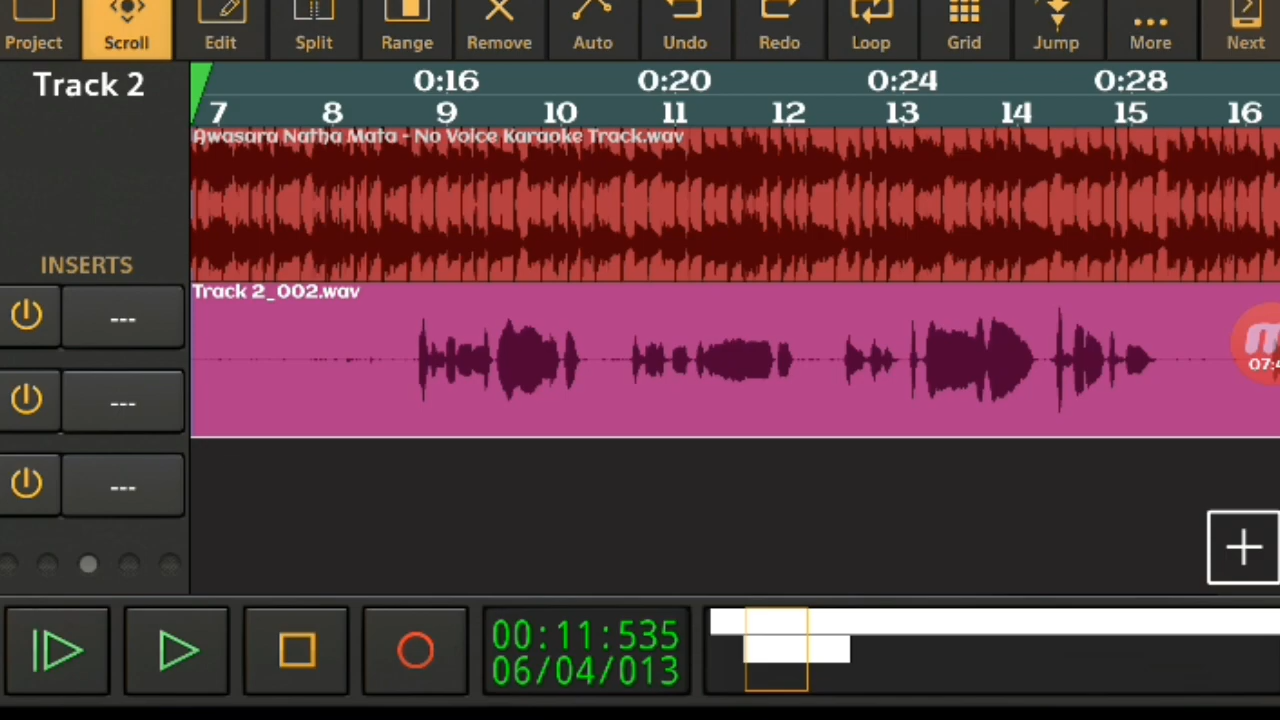 Project Scroll Edit Split Range Remove Auto Undo Redo Loop Grid Jump More Next
Track 2
0:16 0:20 0:24 0:28
7 8 9 10 11 12 13 14 15 16
Awasara Natha Mata - No Voice Karaoke Track.wav
INSERTS
Track 2_002.wav
---
07:4
---
---
00:11:535
06/04/013